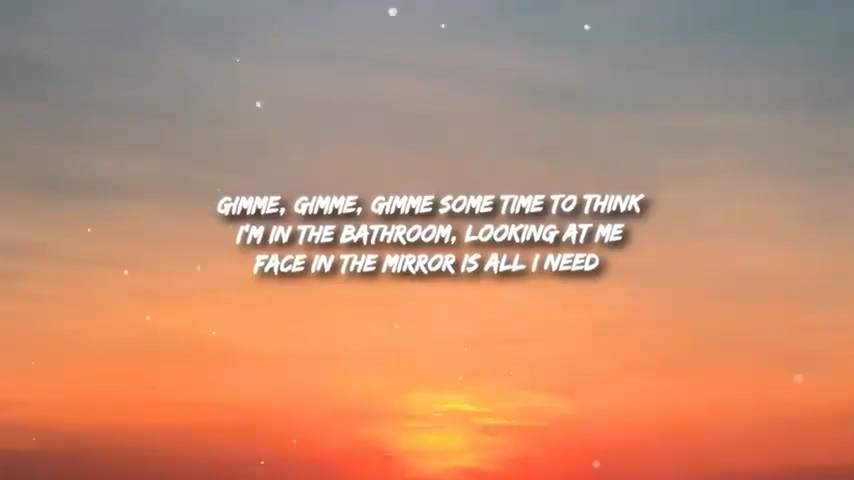 GIMME, GIMME, GIMME SOME TIME TO THINK
I'M IN THE BATHROOM, LOOKING AT ME
FACE IN THE MIRROR IS ALL I NEED